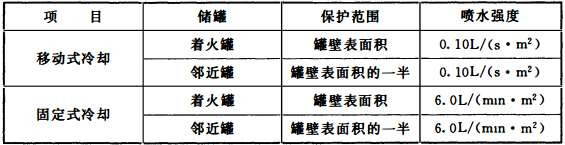 项 目 储罐 保护范围 喷水强度
移动式冷却 着火罐 罐壁表面积 0.10L/(s·m²)
邻近罐 罐壁表面积的一半 0.10L/(s·m²)
固定式冷却 着火罐 罐壁表面积 6.0L/(mın·m²)
邻近罐 罐壁表面积的一半 6.0L/(mın·m²)